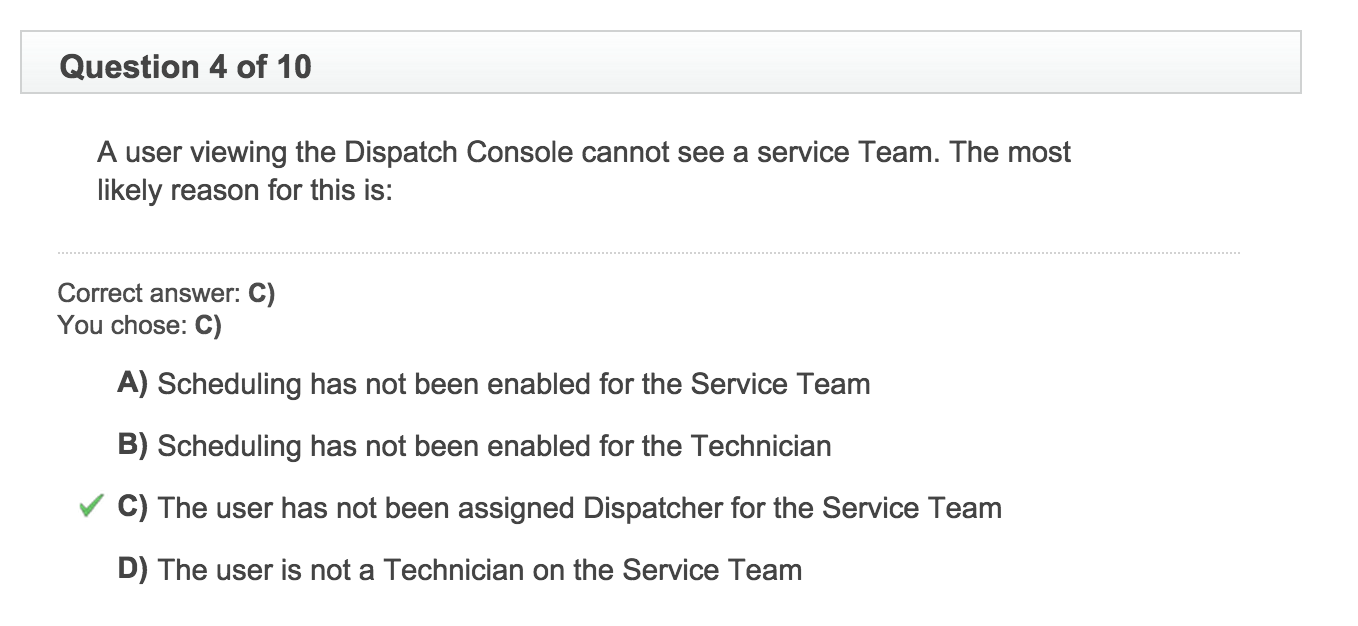 Question 4 of 10
A user viewing the Dispatch Console cannot see a service Team. The most
likely reason for this is:
Correct answer: C)
You chose: C)
A) Scheduling has not been enabled for the Service Team
B) Scheduling has not been enabled for the Technician
C) The user has not been assigned Dispatcher for the Service Team
D) The user is not a Technician on the Service Team